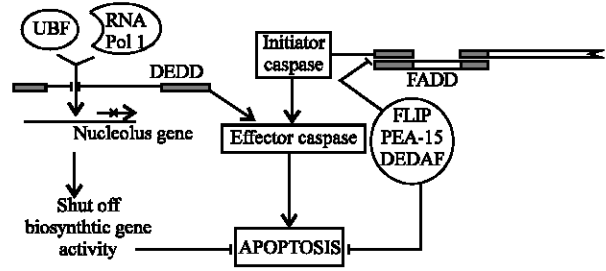 UBF
RNA
Pol 1
DEDD
Initiator
caspase
FADD
Nucleolus gene
Effector caspase
FLIP
PEA-15
DEDAF
Shut off
biosynthtic gene
activity
APOPTOSIS